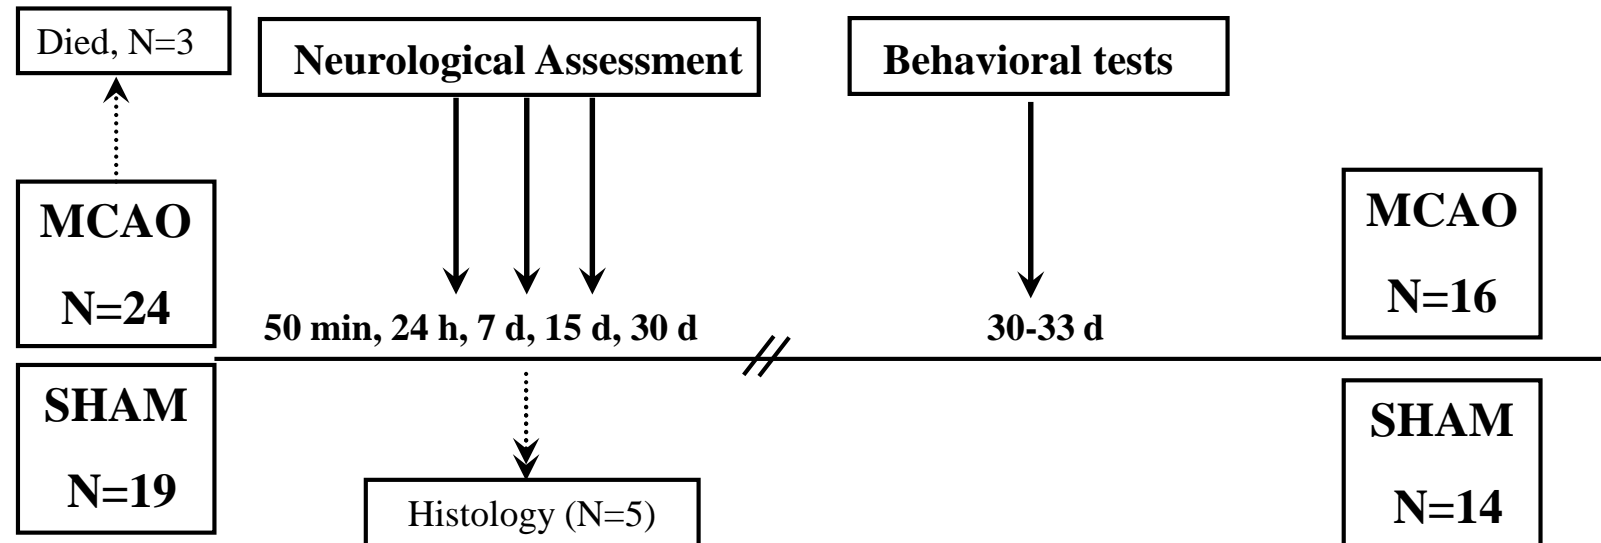 Died, N=3
Neurological Assessment
Behavioral tests
MCAO
N=24
50 min, 24 h, 7 d, 15 d, 30 d
30-33 d
MCAO
N=16
SHAM
N=19
Histology (N=5)
SHAM
N=14